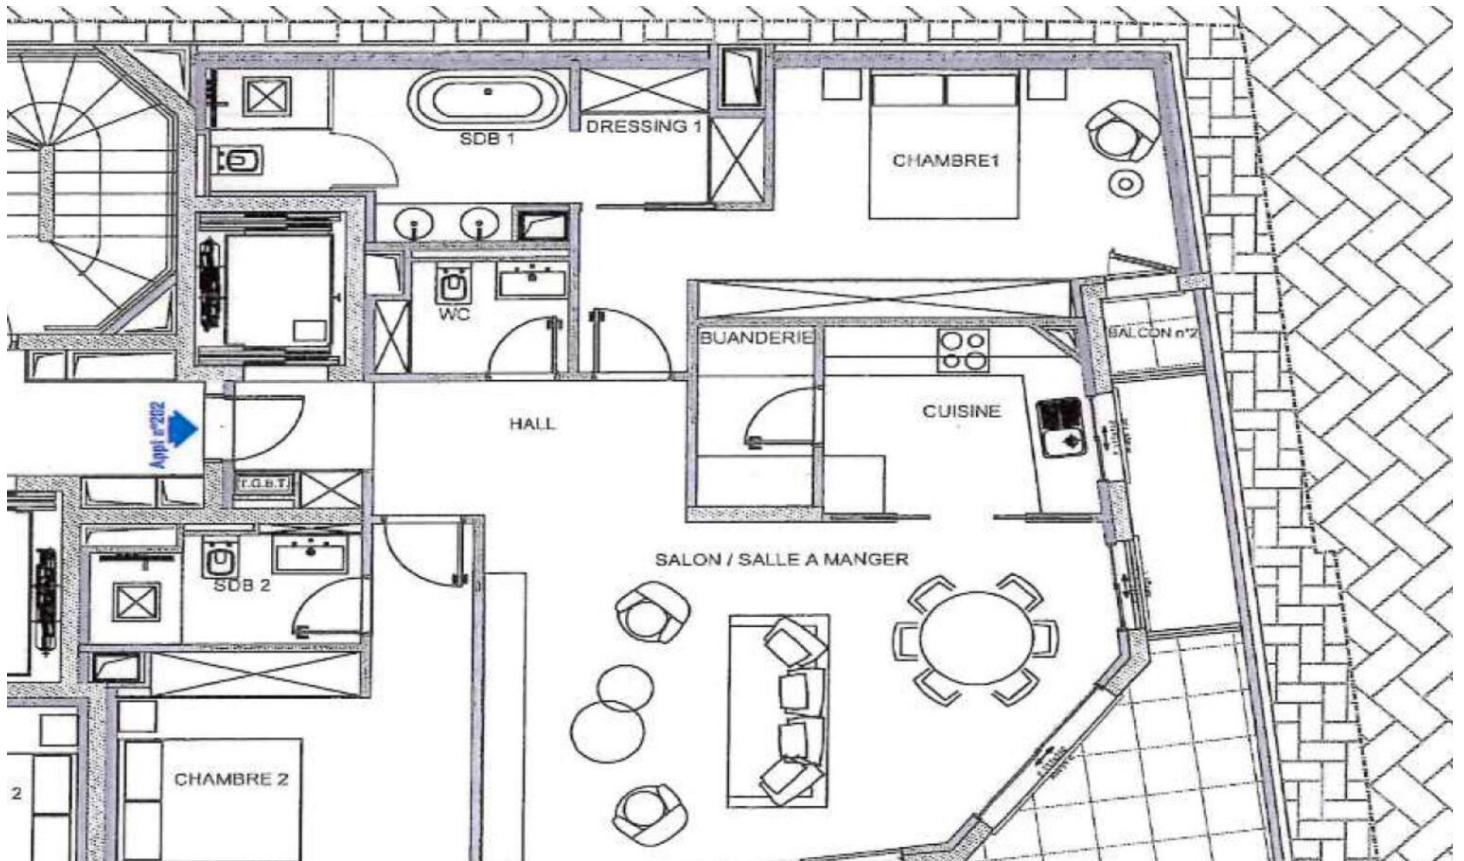 SDB 1
DRESSING 1
CHAMBRE1
WC
BUANDERIE
BALCON n°2
CUISINE
HALL
Appt n°202
T.G.B.T.
SALON / SALLE A MANGER
SDB 2
CHAMBRE 2
2